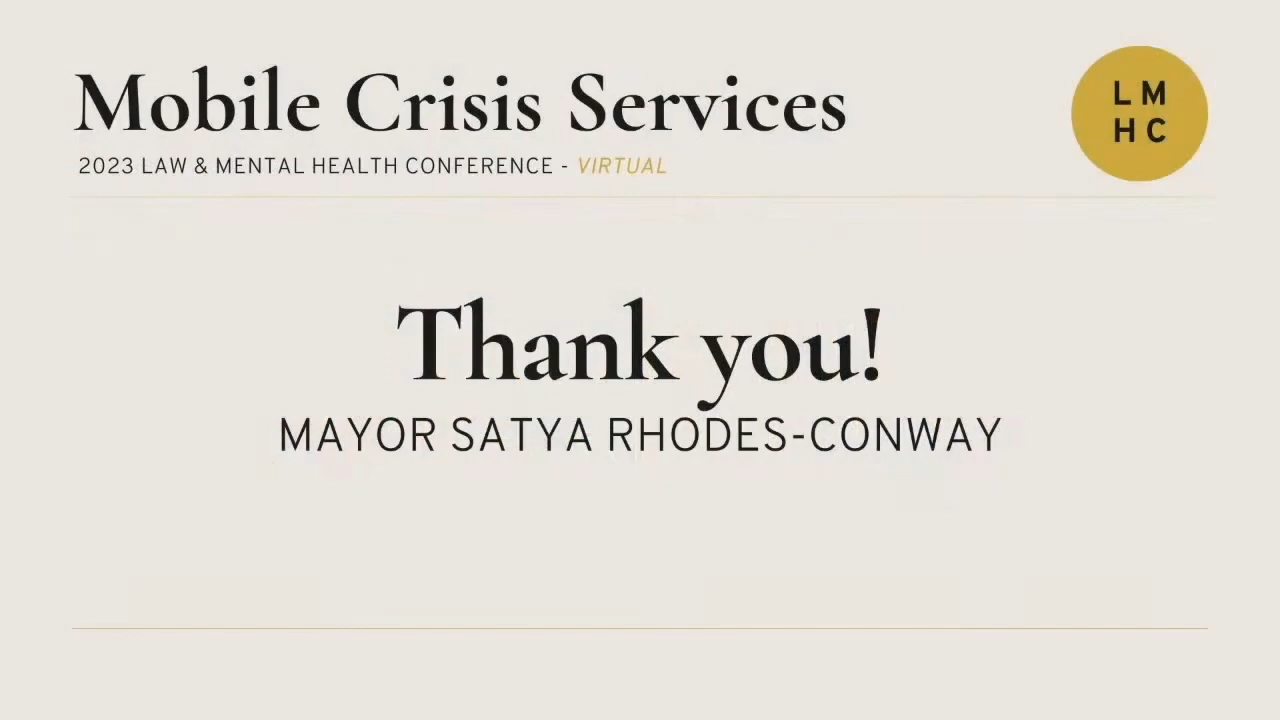 Mobile Crisis Services
2023 LAW & MENTAL HEALTH CONFERENCE - VIRTUAL
L M
H C
Thank you!
MAYOR SATYA RHODES-CONWAY